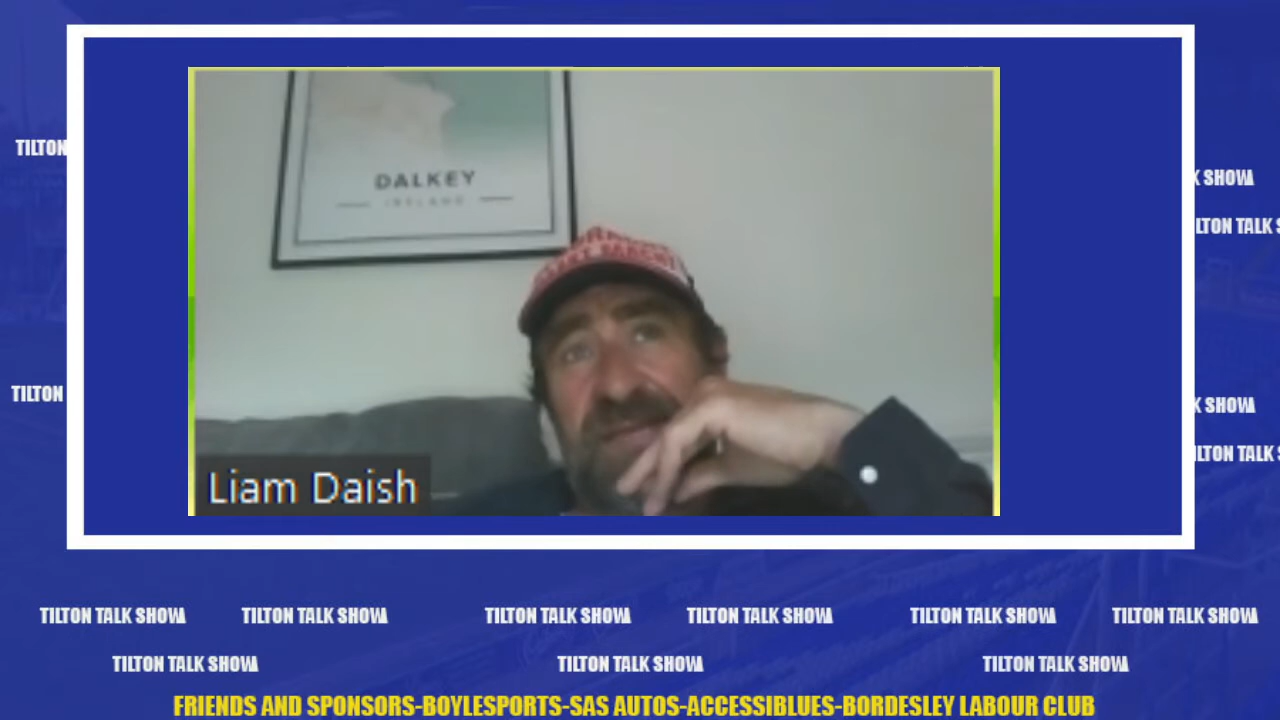 DALKEY
IRELAND
Liam Daish
TILTON
K SHOW
LTON TALK S
TILTON
K SHOW
LTON TALK S
TILTON TALK SHOW TILTON TALK SHOW TILTON TALK SHOW TILTON TALK SHOW TILTON TALK SHOW TILTON TALK SHOW
TILTON TALK SHOW TILTON TALK SHOW TILTON TALK SHOW
FRIENDS AND SPONSORS-BOYLESPORTS-SAS AUTOS-ACCESSIBLUES-BORDESLEY LABOUR CLUB